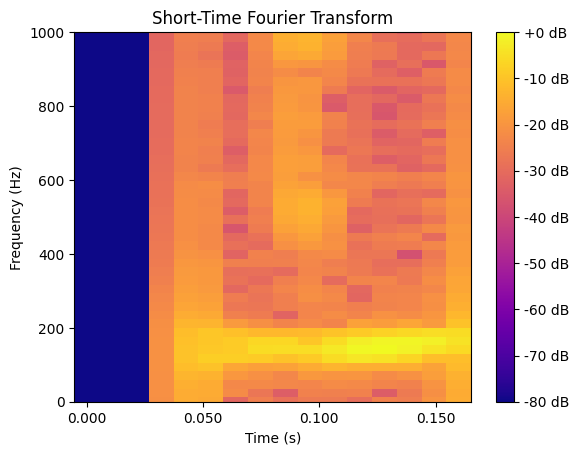 Short-Time Fourier Transform
1000
800
600
400
200
0
Frequency (Hz)
0.000
0.050
0.100
0.150
Time (s)
+0 dB
-10 dB
-20 dB
-30 dB
-40 dB
-50 dB
-60 dB
-70 dB
-80 dB